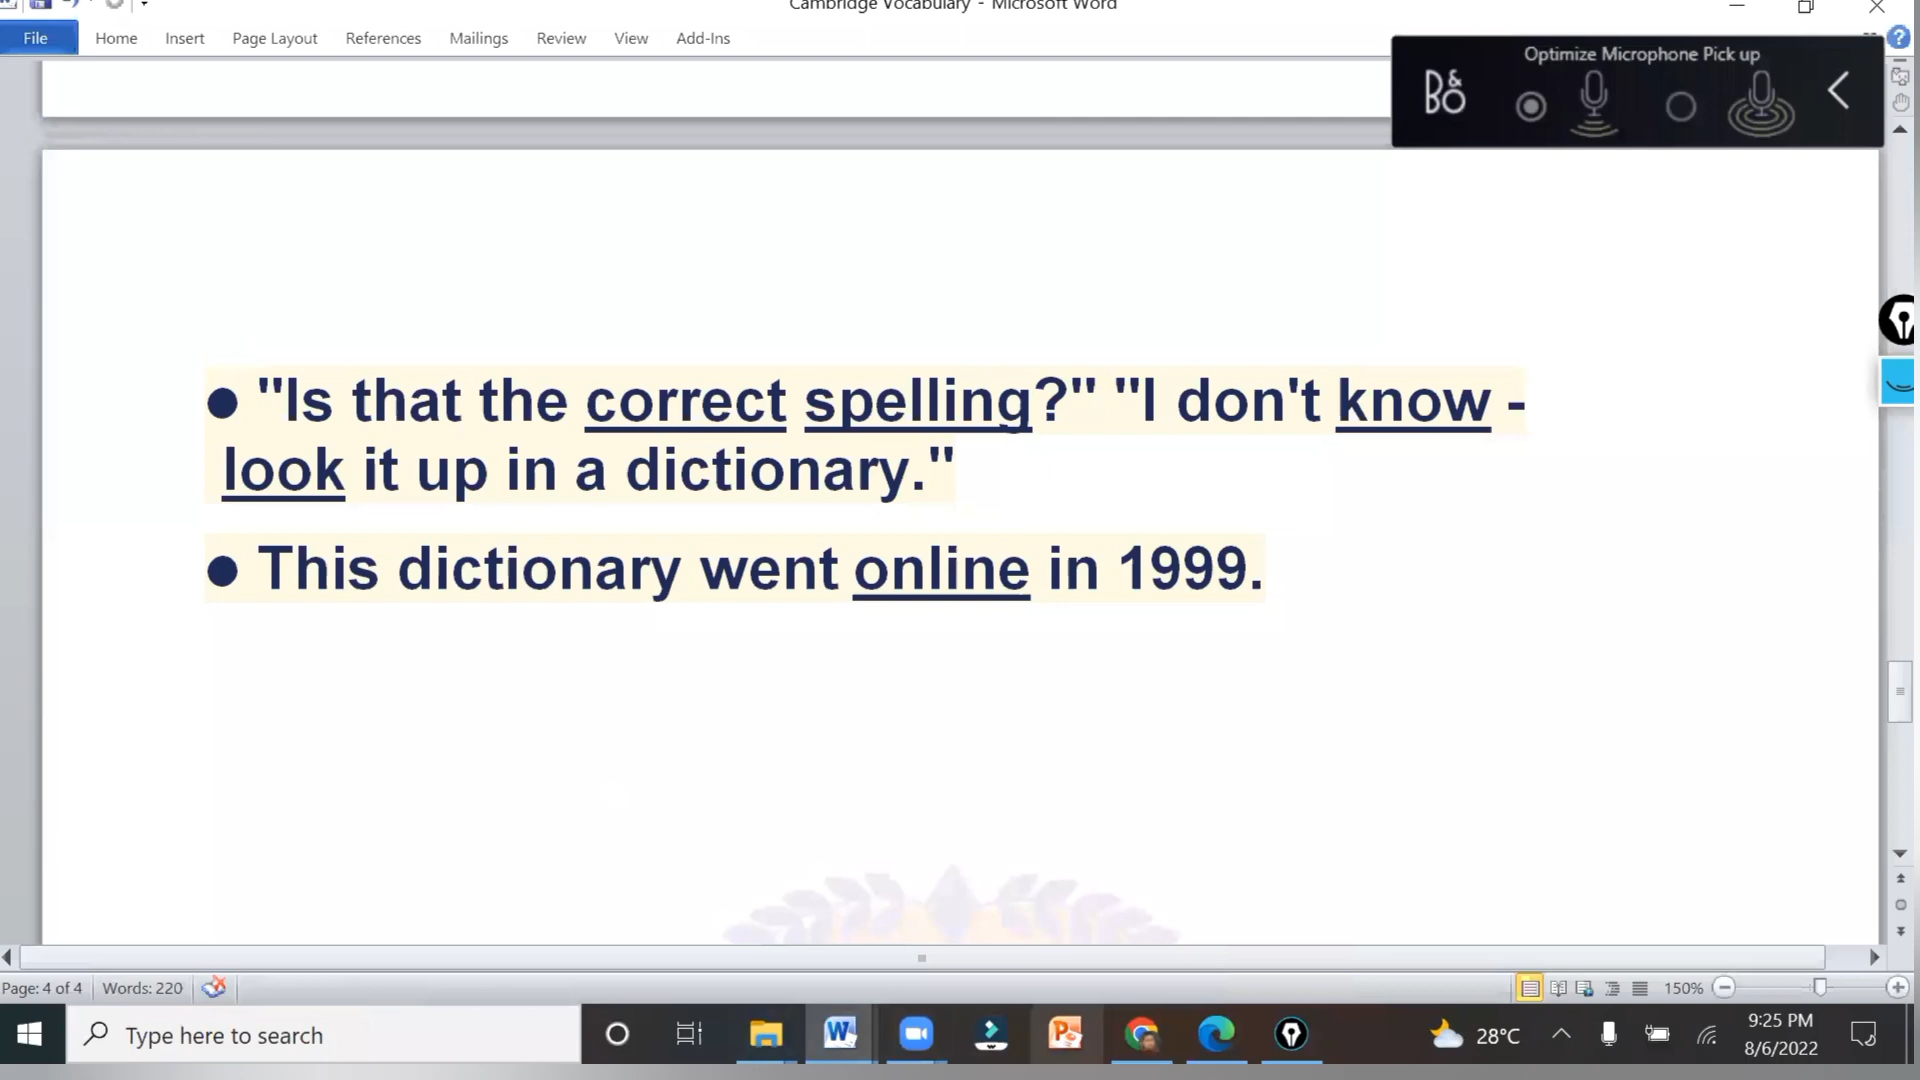 Cambridge Vocabulary - Microsoft Word
File Home Insert Page Layout References Mailings Review View Add-Ins
Optimize Microphone Pick up
B&O
● "Is that the correct spelling?" "I don't know -
look it up in a dictionary."
● This dictionary went online in 1999.
Page: 4 of 4 Words: 220 150%
Type here to search 28°C 9:25 PM
8/6/2022